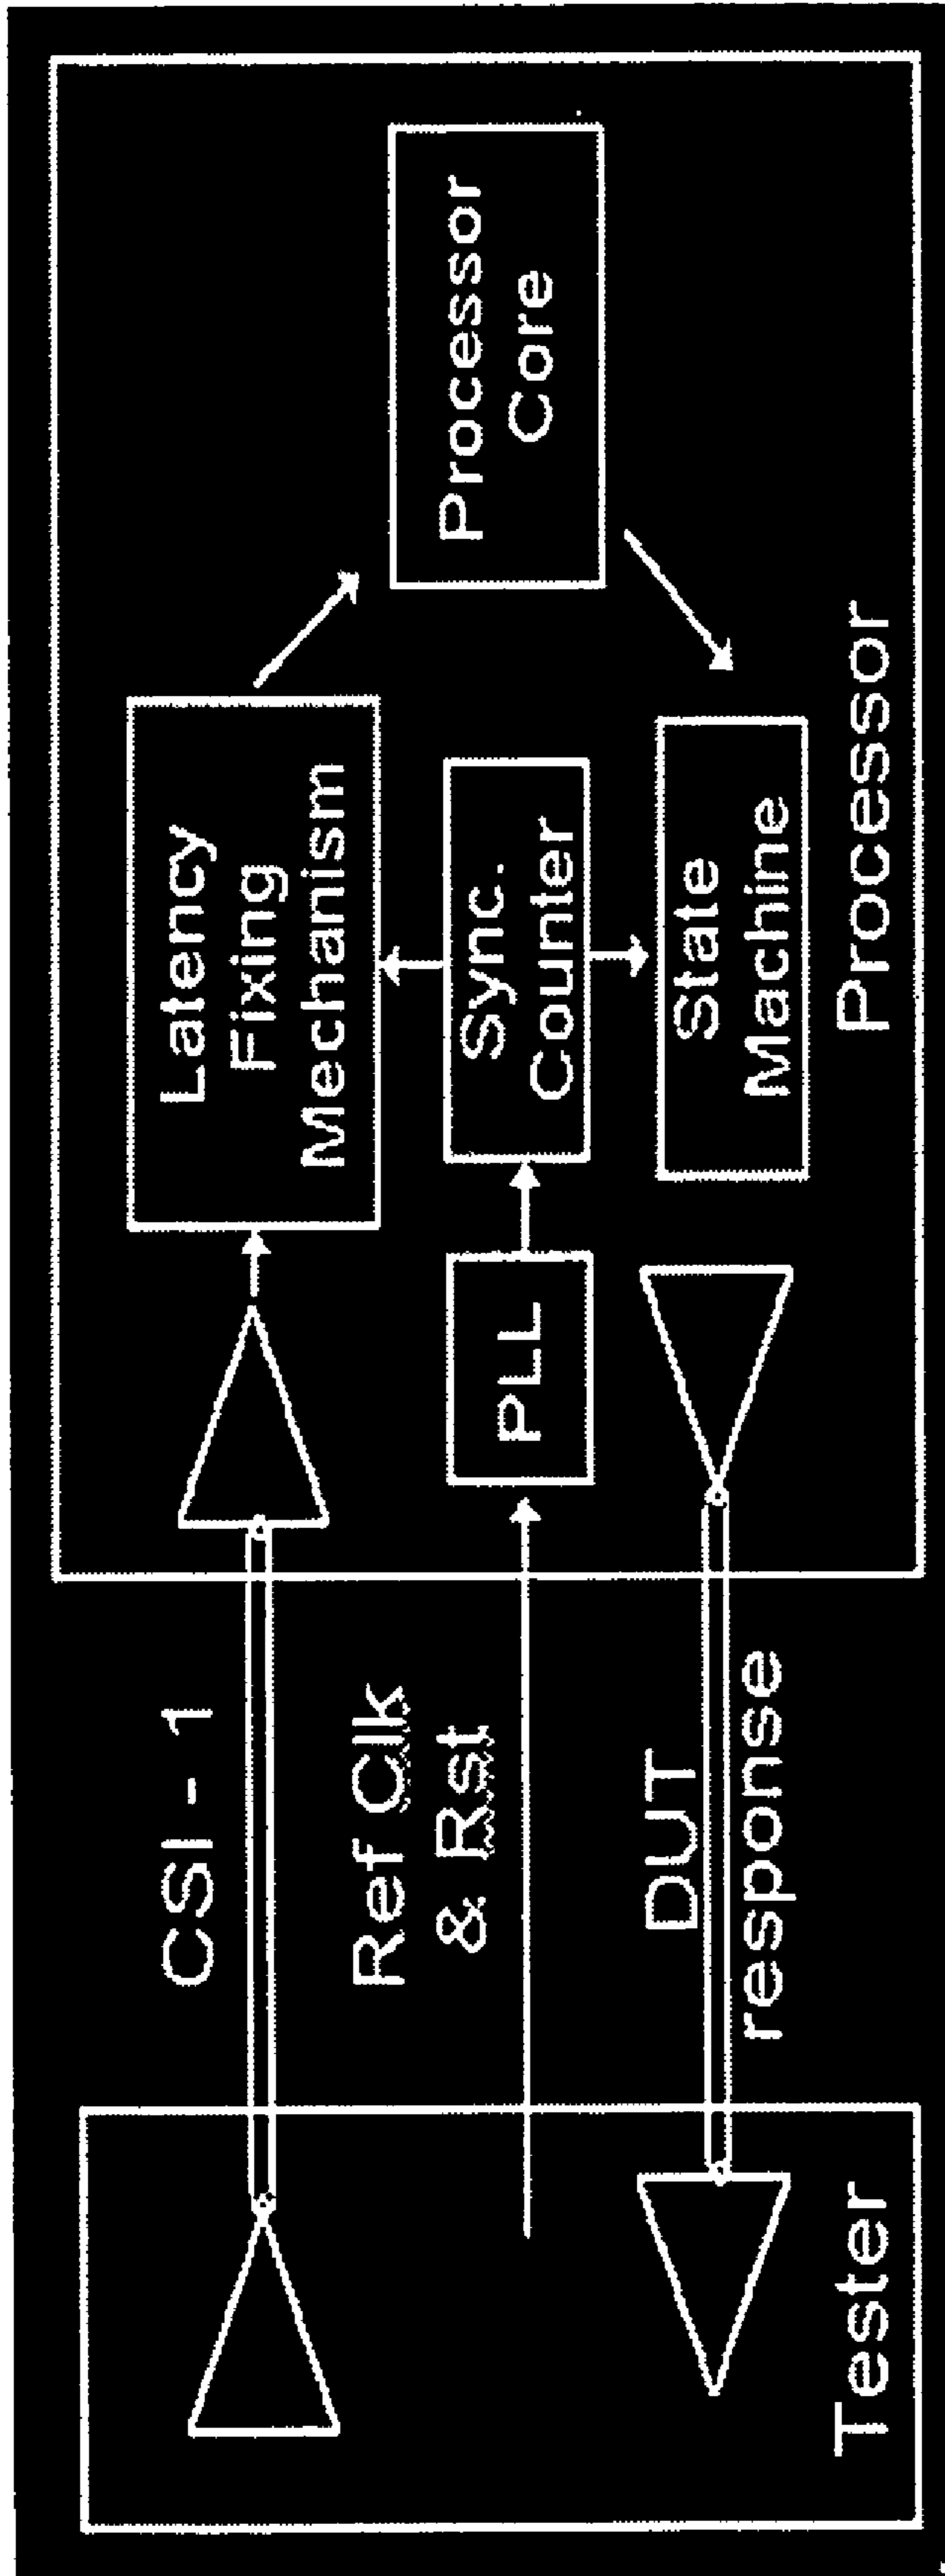 CSI - 1
Ref Clk
& Rst
DUT
response
Tester
Latency
Fixing
Mechanism
PLL
Sync.
Counter
State
Machine
Processor
Core
Processor